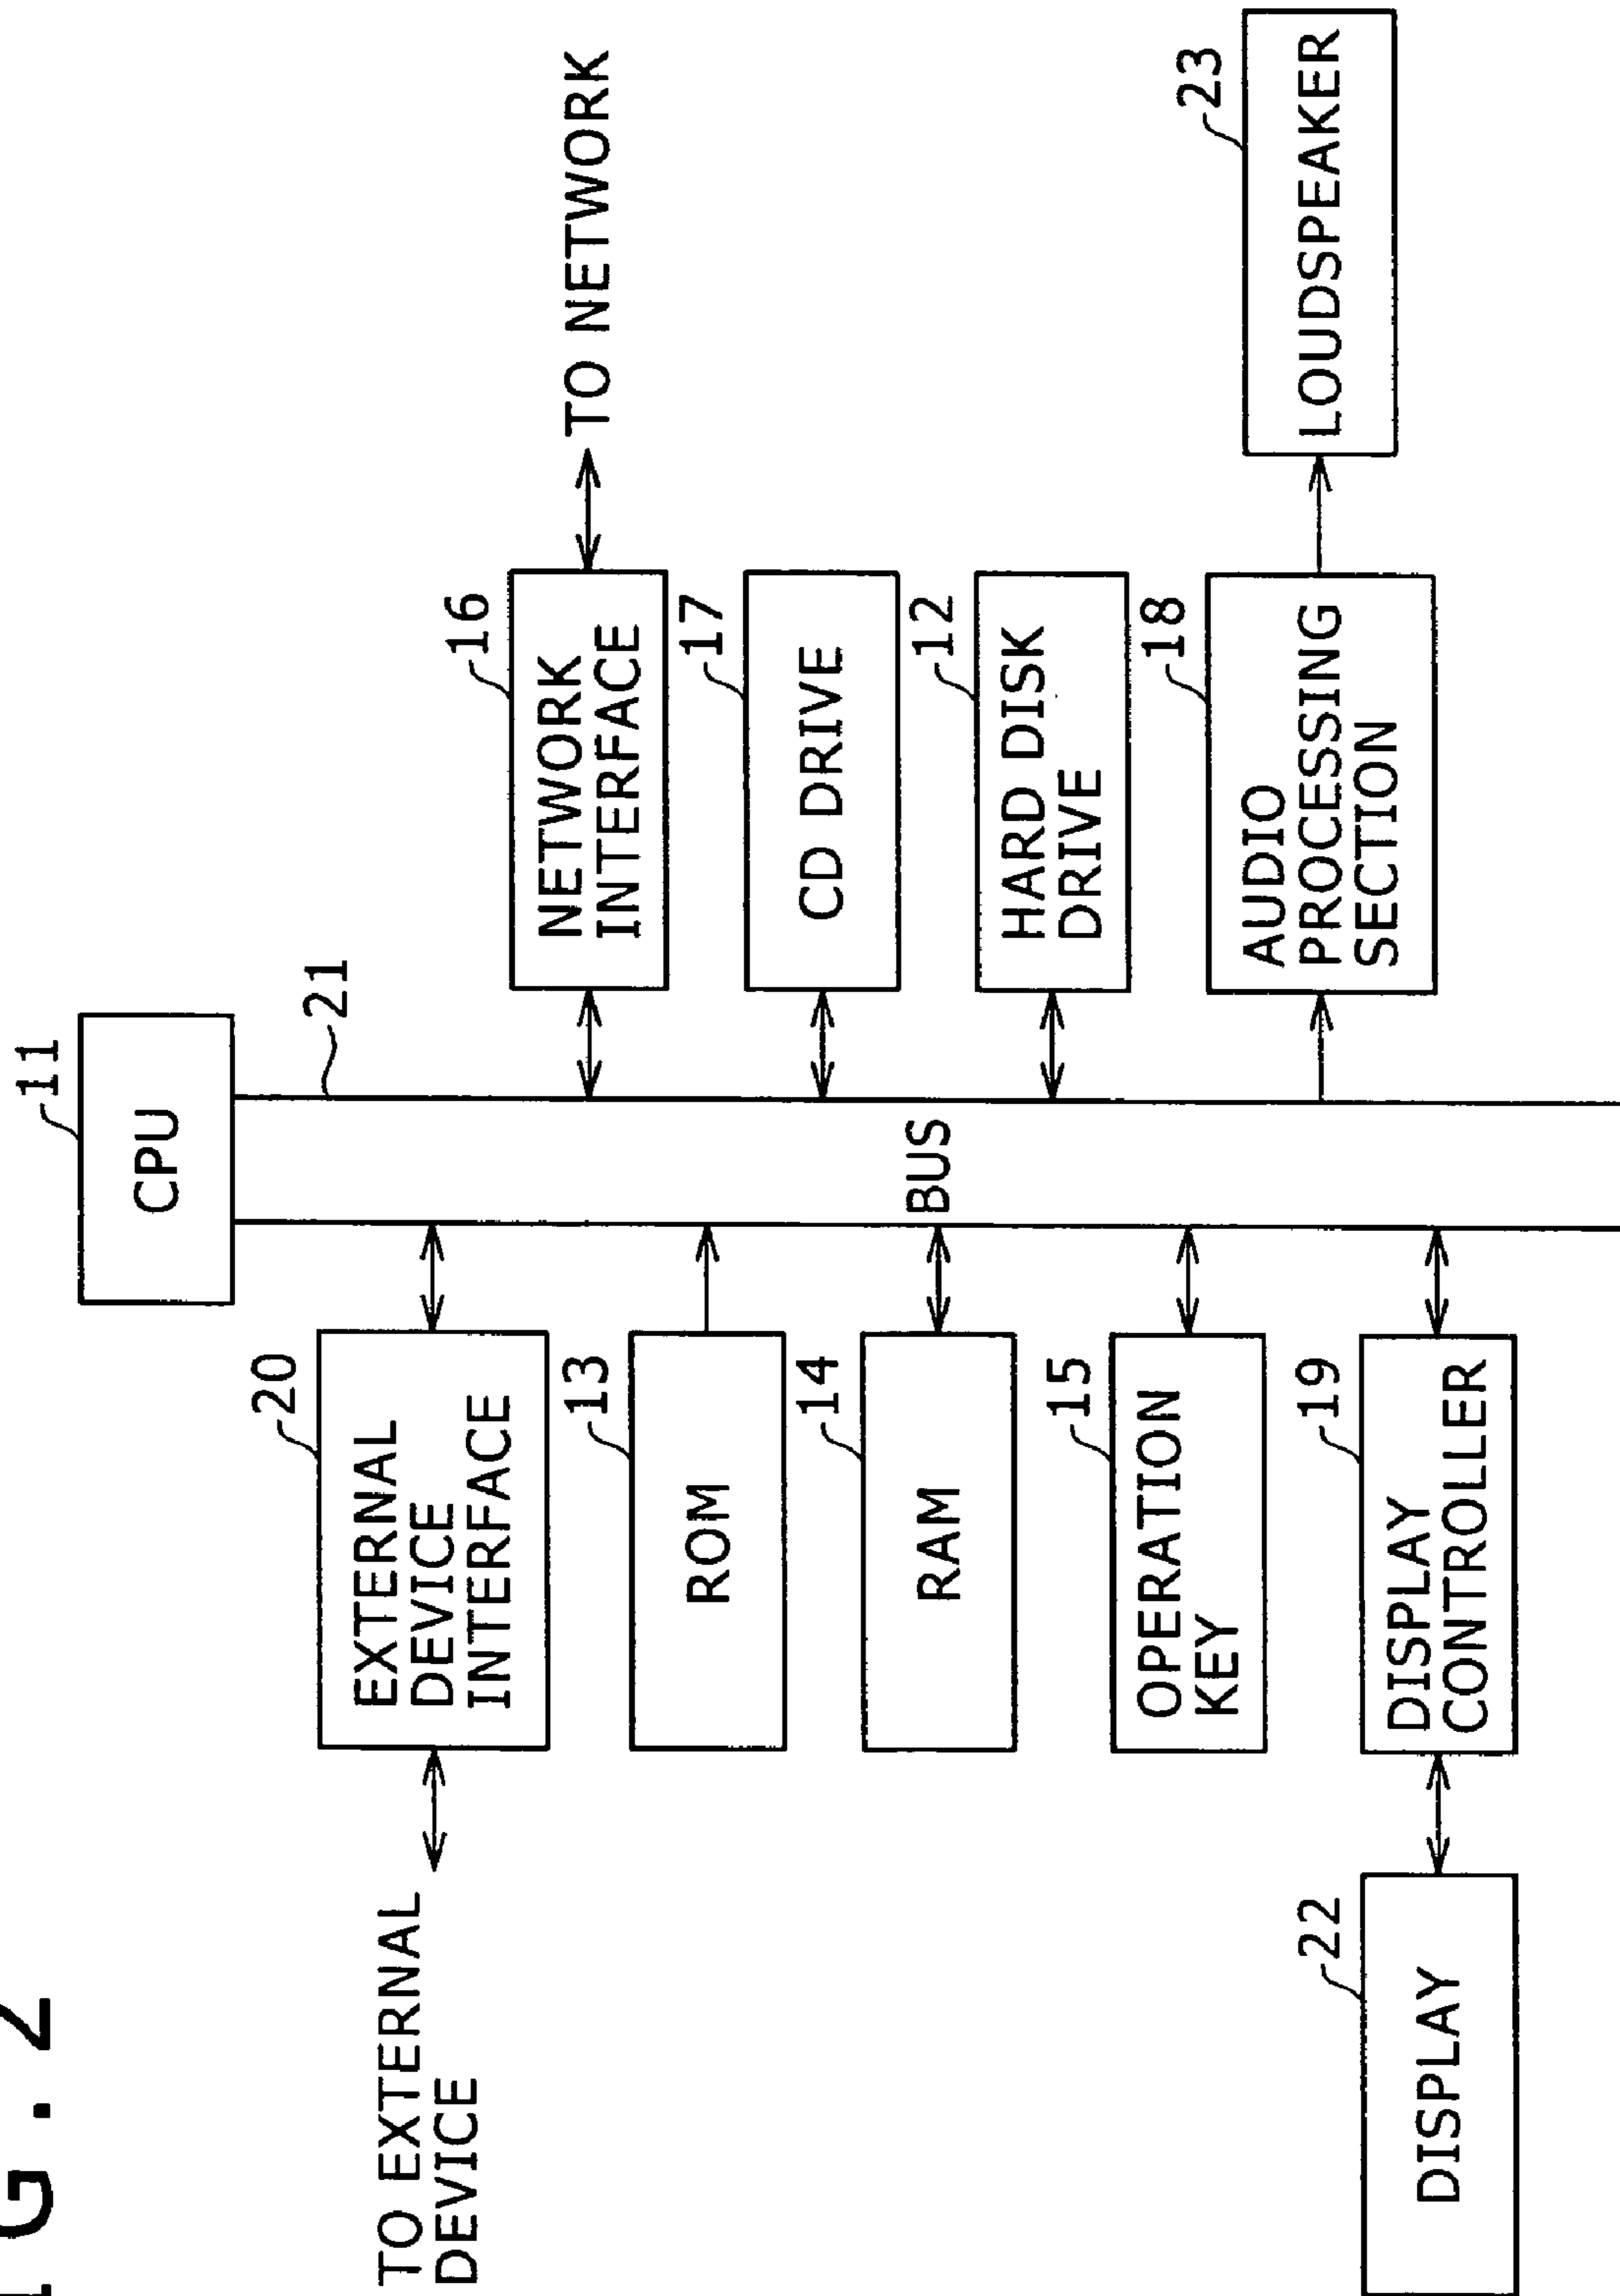 G.2
11
CPU
21
BUS
20
EXTERNAL
DEVICE
INTERFACE
TO EXTERNAL
DEVICE
13
ROM
14
RAM
15
OPERATION
KEY
19
DISPLAY
CONTROLLER
22
DISPLAY
16
NETWORK
INTERFACE
TO NETWORK
17
CD DRIVE
12
HARD DISK
DRIVE
18
AUDIO
PROCESSING
SECTION
23
LOUDSPEAKER